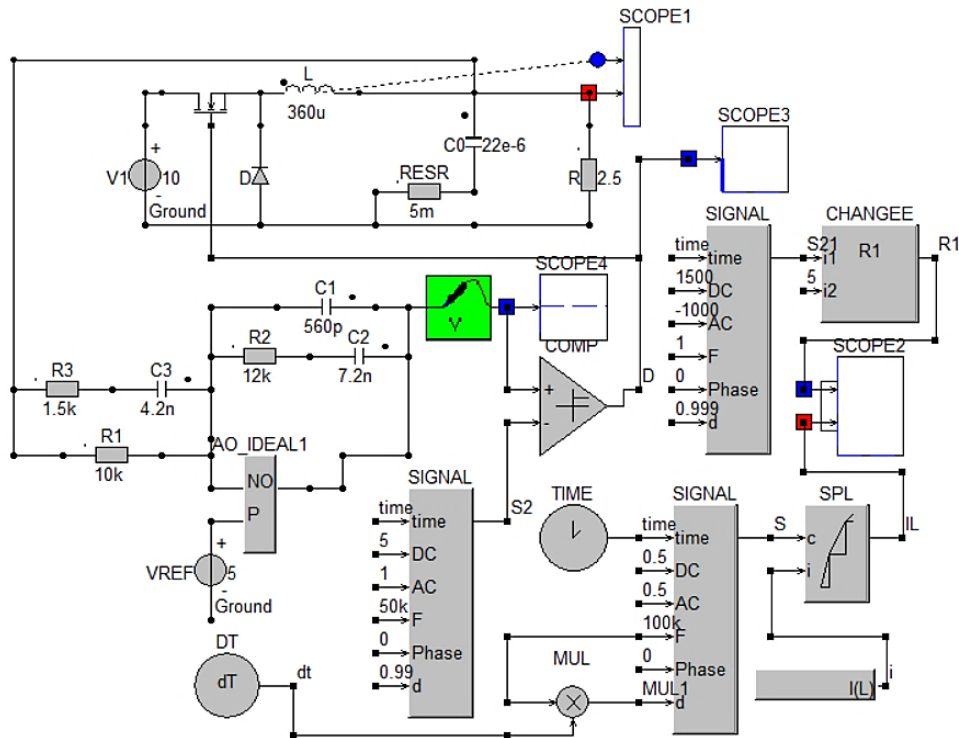 SCOPE1
L
360u
SCOPE3
V1
+
10
-
Ground
D
C0
22e-6
RESR
5m
R
2.5
SIGNAL
CHANGEE
time
time
1500
DC
-1000
AC
1
F
0
Phase
0.999
d
S21
i1
R1
R1
5
i2
SCOPE4
C1
560p
R2
12k
C2
7.2n
V
COMP
+
-
D
SCOPE2
R3
1.5k
C3
4.2n
R1
10k
AO_IDEAL1
NO
P
VREF
+
5
-
Ground
SIGNAL
time
time
5
DC
1
AC
50k
F
0
Phase
0.99
d
S2
TIME
SIGNAL
time
time
0.5
DC
0.5
AC
100k
F
0
Phase
MUL1
d
S
SPL
c
i
IL
DT
dT
dt
MUL
I(L)
i